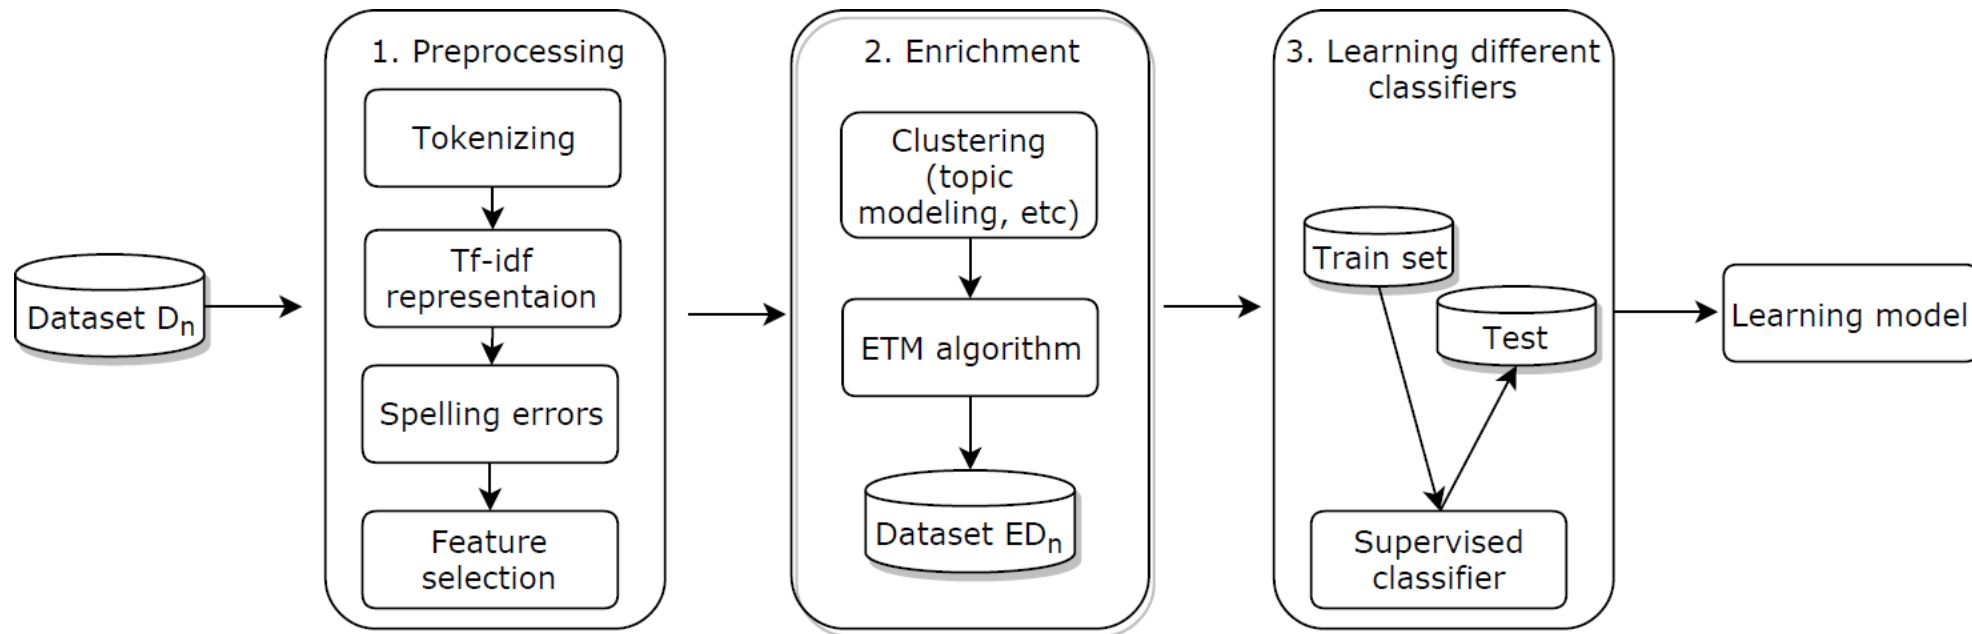 Dataset Dn
1. Preprocessing
Tokenizing
Tf-idf
representaion
Spelling errors
Feature
selection
2. Enrichment
Clustering
(topic
modeling, etc)
ETM algorithm
Dataset EDn
3. Learning different
classifiers
Train set
Test
Supervised
classifier
Learning model